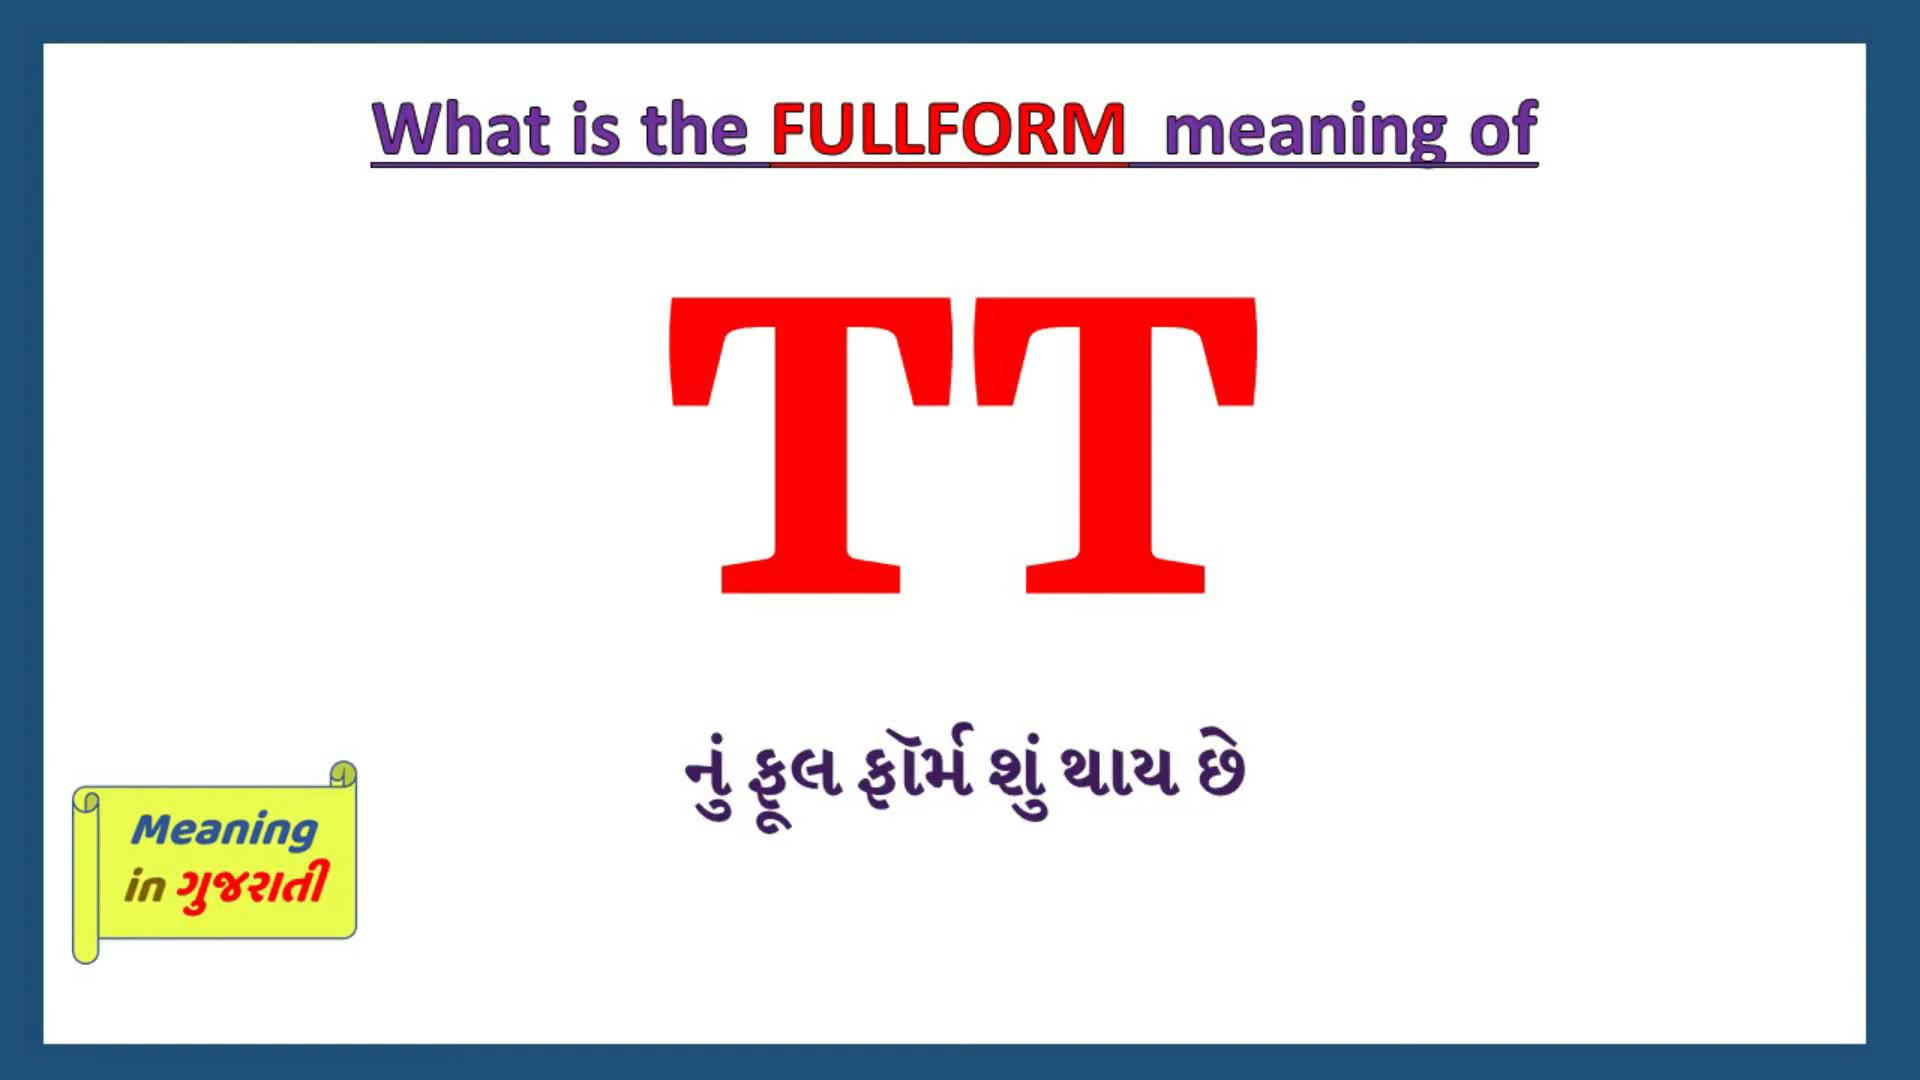 What is the FULLFORM meaning of
TT
નું ફૂલ ફૉર્મ શું થાય છે
Meaning
in ગુજરાતી